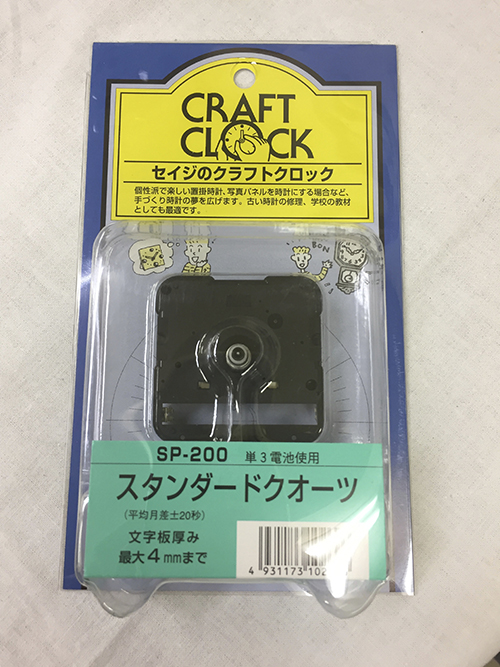 CRAFT
CLOCK
セイジのクラフトクロック
個性派で楽しい置掛時計、写真パネルを時計にする場合など、
手づくり時計の夢を広げます。古い時計の修理、学校の教材
としても最適です。
BON
SP-200 単3電池使用
スタンダードクオーツ
(平均月差±20秒)
文字板厚み
最大4mmまで
4 931173 102